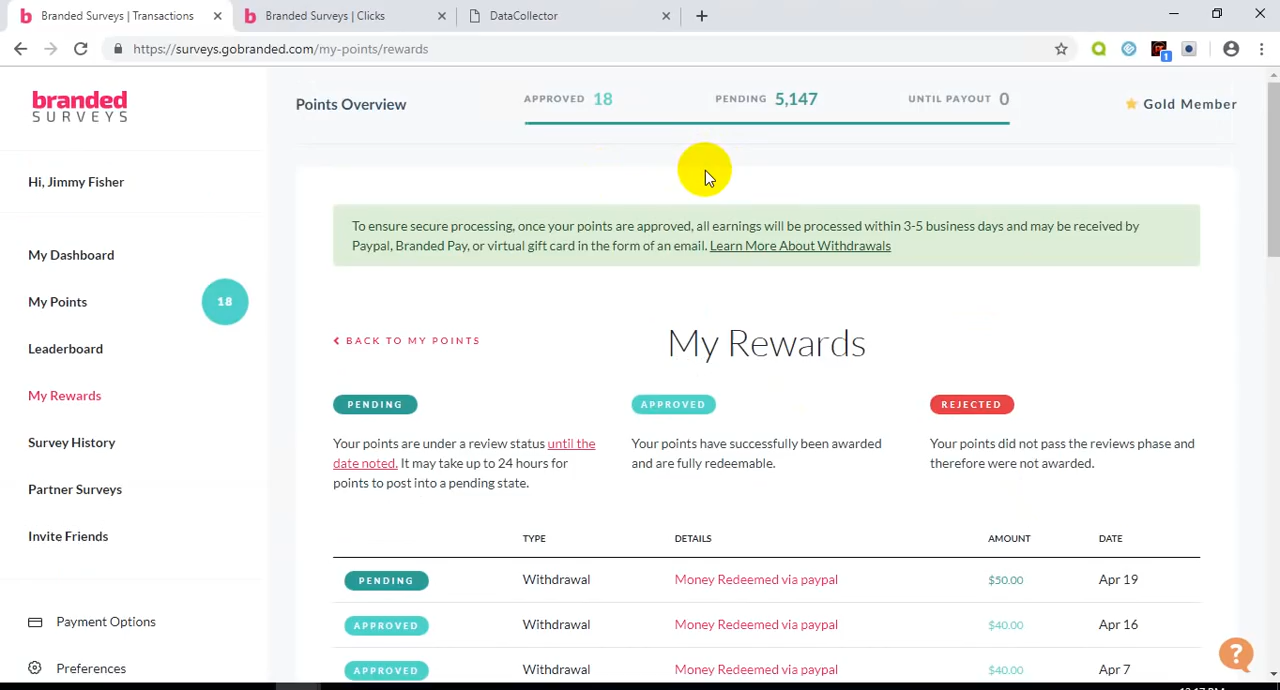 Branded Surveys | Transactions
Branded Surveys | Clicks
DataCollector
https://surveys.gobranded.com/my-points/rewards
1
branded
SURVEYS
Points Overview
APPROVED 18
PENDING 5,147
UNTIL PAYOUT 0
Gold Member
Hi, Jimmy Fisher
My Dashboard
My Points
18
Leaderboard
My Rewards
Survey History
Partner Surveys
Invite Friends
Payment Options
Preferences
To ensure secure processing, once your points are approved, all earnings will be processed within 3-5 business days and may be received by
Paypal, Branded Pay, or virtual gift card in the form of an email. Learn More About Withdrawals
BACK TO MY POINTS
My Rewards
PENDING
Your points are under a review status until the
date noted. It may take up to 24 hours for
points to post into a pending state.
APPROVED
Your points have successfully been awarded
and are fully redeemable.
REJECTED
Your points did not pass the reviews phase and
therefore were not awarded.
TYPE DETAILS AMOUNT DATE
PENDING Withdrawal Money Redeemed via paypal $50.00 Apr 19
APPROVED Withdrawal Money Redeemed via paypal $40.00 Apr 16
APPROVED Withdrawal Money Redeemed via paypal $40.00 Apr 7
?